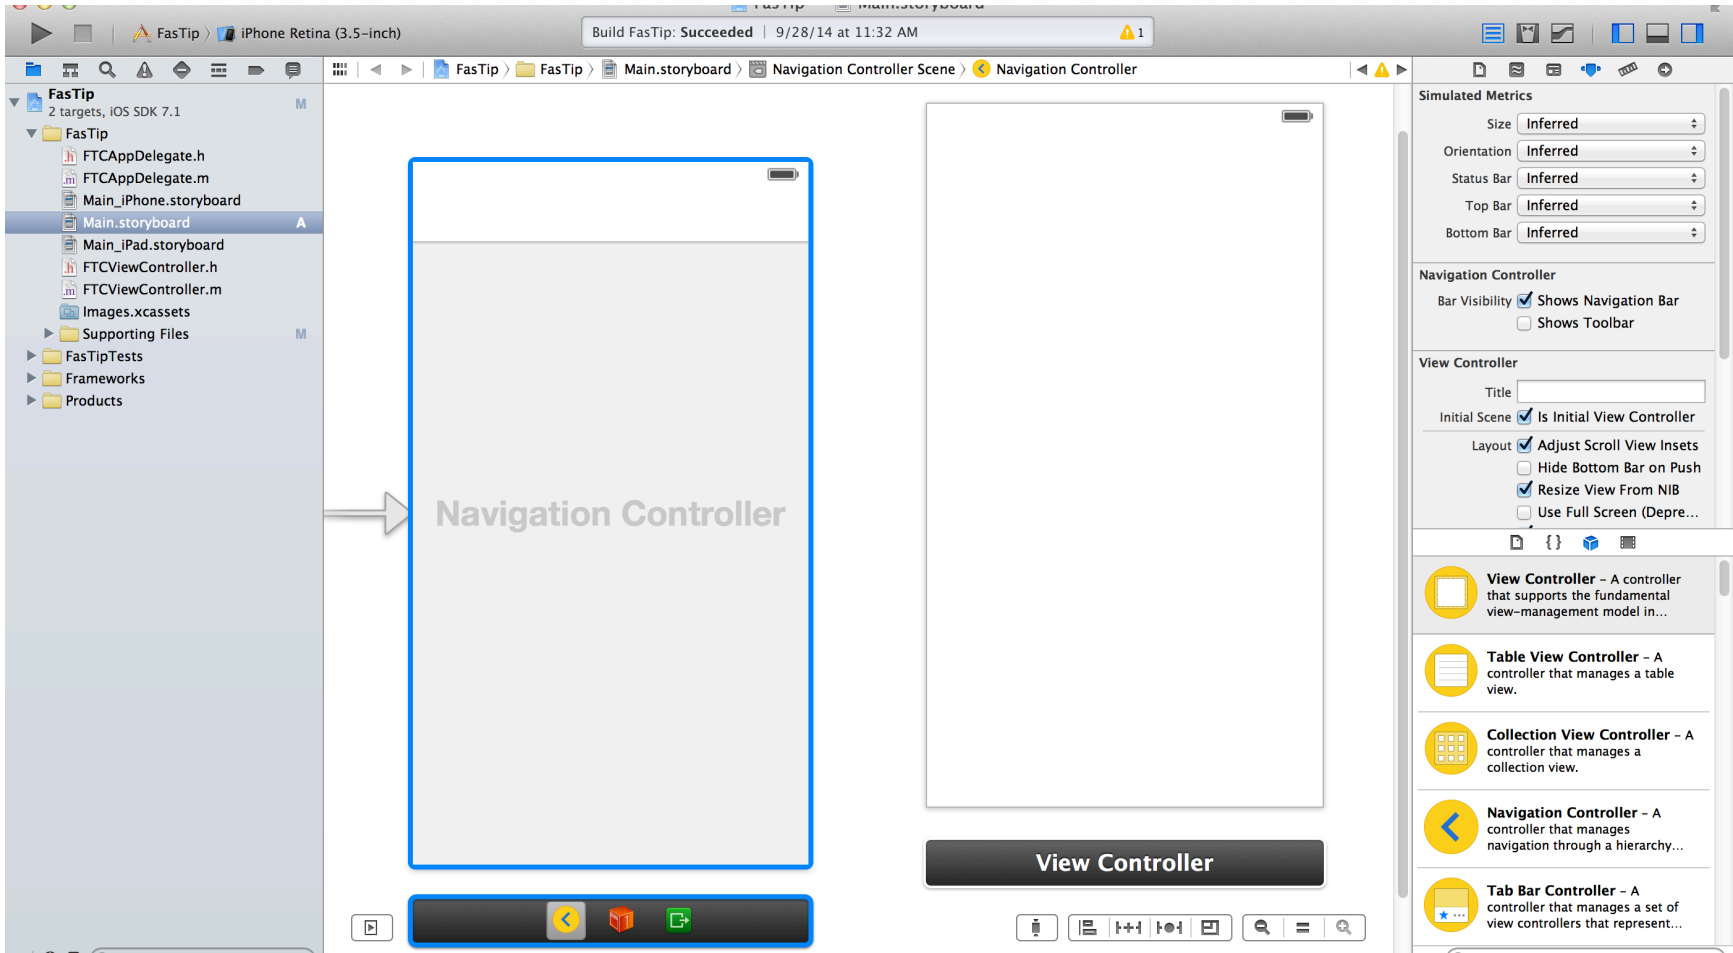 FasTip
Main.storyboard
FasTip
iPhone Retina (3.5-inch)
Build FasTip: Succeeded | 9/28/14 at 11:32 AM
1
FasTip
FasTip
Main.storyboard
Navigation Controller Scene
Navigation Controller
FasTip
M
2 targets, iOS SDK 7.1
FasTip
FTCAppDelegate.h
FTCAppDelegate.m
Main_iPhone.storyboard
Main.storyboard
A
Main_iPad.storyboard
FTCViewController.h
FTCViewController.m
Images.xcassets
Supporting Files
M
FasTipTests
Frameworks
Products
Navigation Controller
View Controller
Simulated Metrics
Size Inferred
Orientation Inferred
Status Bar Inferred
Top Bar Inferred
Bottom Bar Inferred
Navigation Controller
Bar Visibility Shows Navigation Bar
Shows Toolbar
View Controller
Title
Initial Scene Is Initial View Controller
Layout Adjust Scroll View Insets
Hide Bottom Bar on Push
Resize View From NIB
Use Full Screen (Depre...
View Controller – A controller
that supports the fundamental
view-management model in...
Table View Controller – A
controller that manages a table
view.
Collection View Controller – A
controller that manages a
collection view.
Navigation Controller – A
controller that manages
navigation through a hierarchy...
Tab Bar Controller – A
controller that manages a set of
view controllers that represent...